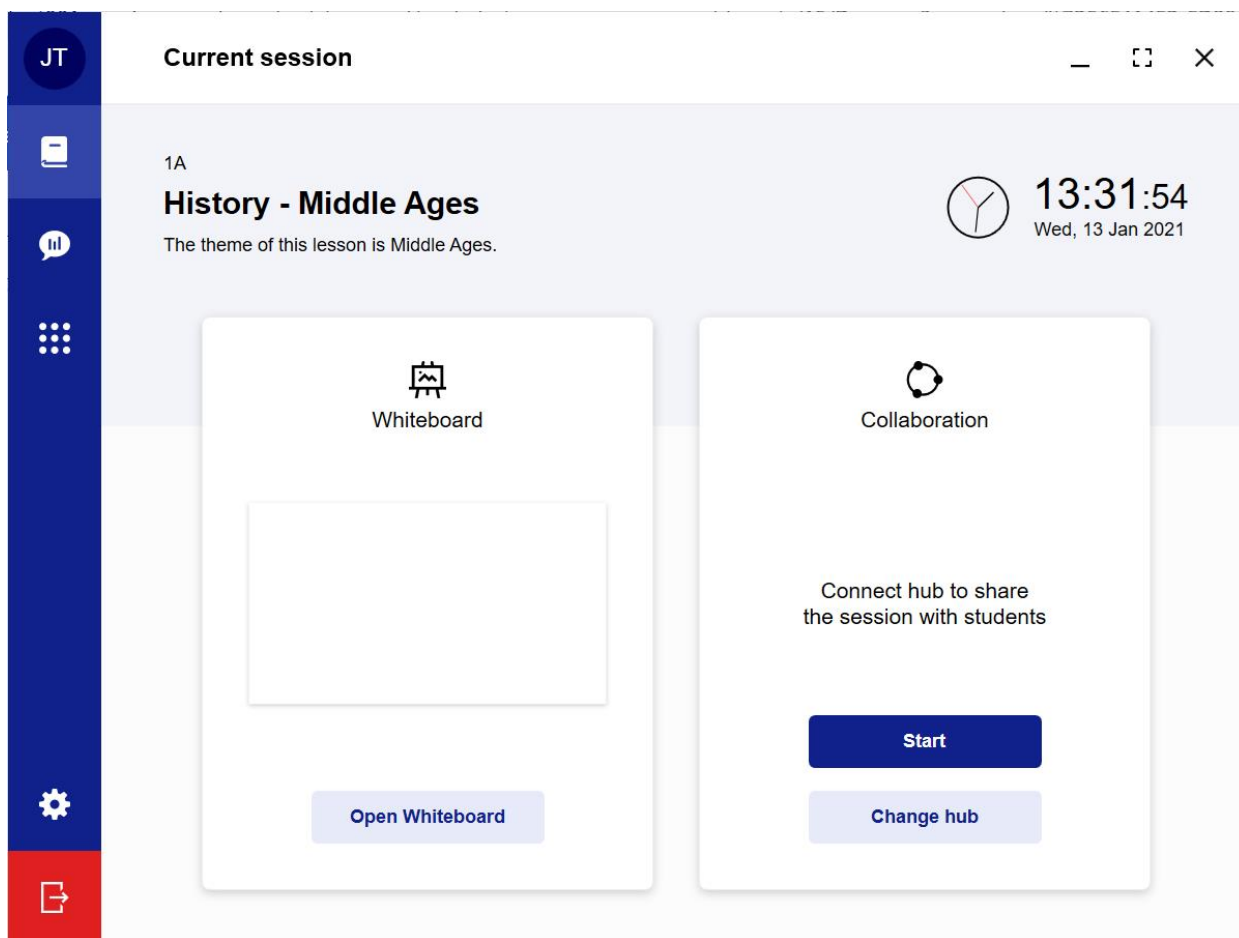 JT
Current session
1A
History - Middle Ages
The theme of this lesson is Middle Ages.
13:31:54
Wed, 13 Jan 2021
Whiteboard
Open Whiteboard
Collaboration
Connect hub to share
the session with students
Start
Change hub